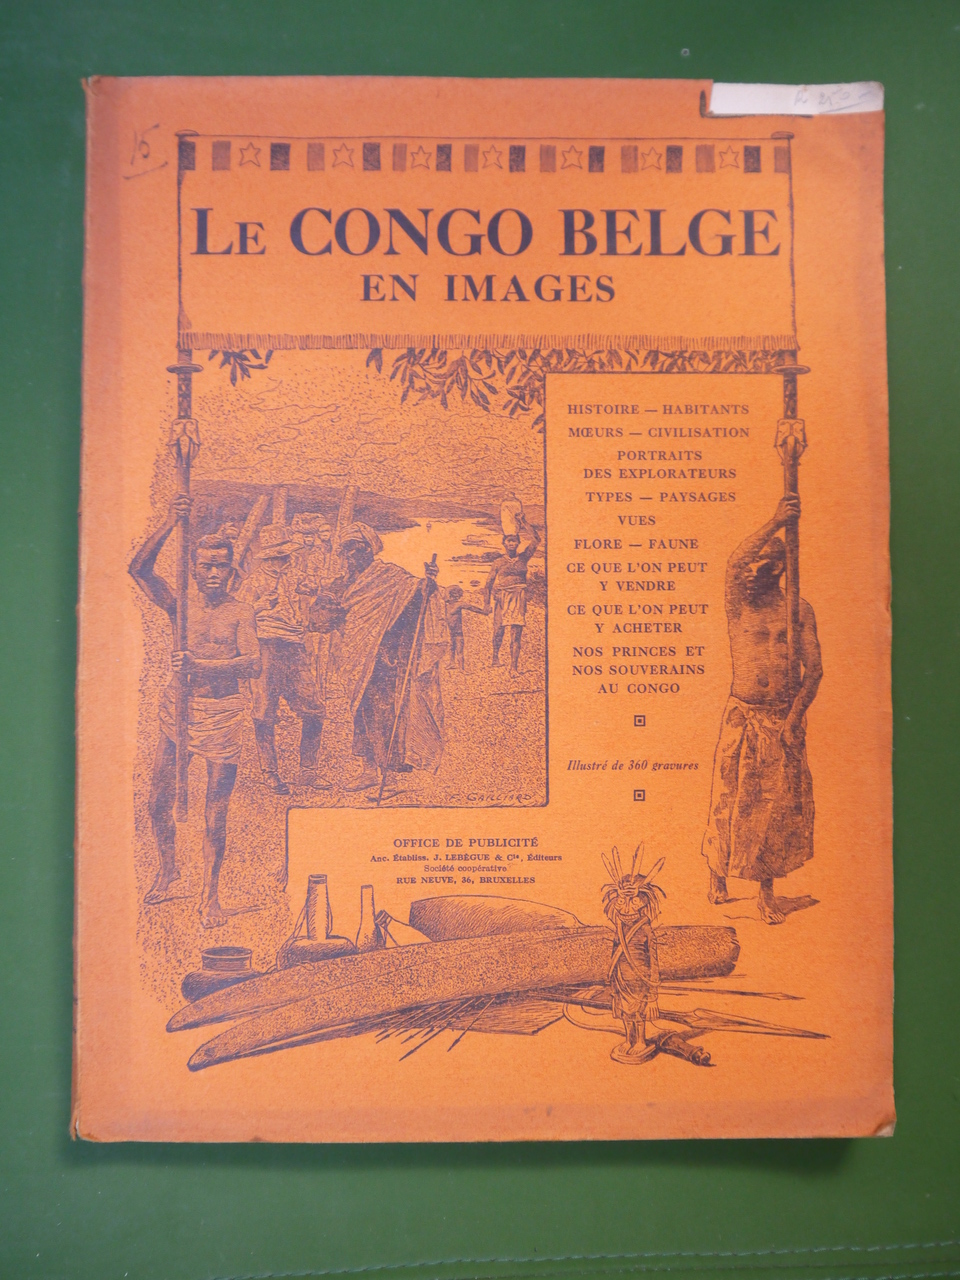 16
LE CONGO BELGE
EN IMAGES
HISTOIRE — HABITANTS
MŒURS — CIVILISATION
PORTRAITS
DES EXPLORATEURS
TYPES — PAYSAGES
VUES
FLORE — FAUNE
CE QUE L'ON PEUT
Y VENDRE
CE QUE L'ON PEUT
Y ACHETER
NOS PRINCES ET
NOS SOUVERAINS
AU CONGO
Illustré de 360 gravures
F. GAILLIARD
OFFICE DE PUBLICITÉ
Anc. Établiss. J. LEBÈGUE & Cie, Éditeurs
Société coopérative
RUE NEUVE, 36, BRUXELLES